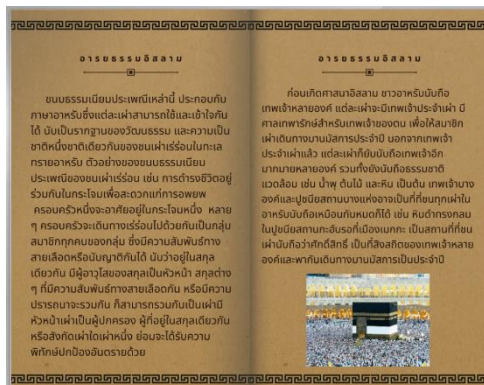 อารยธรรมอิสลาม
ขนบธรรมเนียมประเพณีเหล่านี้ ประกอบกับ
ภาษาอาหรับซึ่งแต่ละเผ่าสามารถใช้และเข้าใจกัน
ได้ นับเป็นรากฐานของวัฒนธรรม และความเป็น
ชาติหนึ่งชาติเดียวกันของชนเผ่าเร่ร่อนในทะเล
ทรายอาหรับ ตัวอย่างของขนบธรรมเนียม
ประเพณีของชนเผ่าเร่ร่อน เช่น การดำรงชีวิตอยู่
ร่วมกันในกระโจมเพื่อสะดวกแก่การอพยพ
ครอบครัวหนึ่งจะอาศัยอยู่ในกระโจมหนึ่ง หลาย
ๆ ครอบครัวจะเดินทางเร่ร่อนไปด้วยกันเป็นกลุ่ม
สมาชิกทุกคนของกลุ่ม ซึ่งมีความสัมพันธ์ทาง
สายเลือดหรือนับญาติกันได้ นับว่าอยู่ในสกุล
เดียวกัน มีผู้อาวุโสของสกุลเป็นหัวหน้า สกุลต่าง
ๆ ที่มีความสัมพันธ์ทางสายเลือดกัน หรือมีความ
ปรารถนาจะรวมกัน ก็สามารถรวมกันเป็นเผ่ามี
หัวหน้าเผ่าเป็นผู้ปกครอง ผู้ที่อยู่ในสกุลเดียวกัน
หรือสังกัดเผ่าใดเผ่าหนึ่ง ย่อมจะได้รับความ
พิทักษ์ปกป้องอันตรายด้วย
อารยธรรมอิสลาม
ก่อนเกิดศาสนาอิสลาม ชาวอาหรับนับถือ
เทพเจ้าหลายองค์ แต่ละเผ่าจะมีเทพเจ้าประจำเผ่า มี
ศาลเทพารักษ์สำหรับเทพเจ้าของตน เพื่อให้สมาชิก
เผ่าเดินทางมานมัสการประจำปี นอกจากเทพเจ้า
ประจำเผ่าแล้ว แต่ละเผ่าก็ยังนับถือเทพเจ้าอีก
มากมายหลายองค์ รวมทั้งยังนับถือธรรมชาติ
แวดล้อม เช่น น้ำพุ ต้นไม้ และหิน เป็นต้น เทพเจ้าบาง
องค์และปูชนียสถานบางแห่งอาจเป็นที่ที่ชนทุกเผ่าใน
อาหรับนับถือเหมือนกันหมดก็ได้ เช่น หินดำทรงกลม
ในปูชนียสถานกะอ์บะรอที่เมืองเมกกะ เป็นสถานที่ที่ชน
เผ่านับถือว่าศักดิ์สิทธิ์ เป็นที่สิงสถิตของเทพเจ้าหลาย
องค์และพากันเดินทางมานมัสการเป็นประจำปี